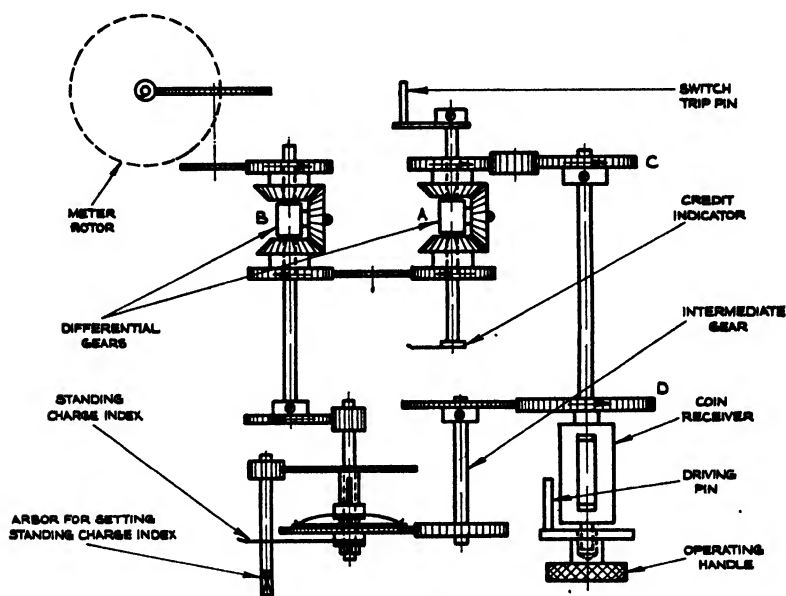 SWITCH
TRIP PIN
C
METER
ROTOR
B
A
CREDIT
INDICATOR
DIFFERENTIAL
GEARS
INTERMEDIATE
GEAR
STANDING
CHARGE INDEX
D
COIN
RECEIVER
DRIVING
PIN
ARBOR FOR SETTING
STANDING CHARGE INDEX
OPERATING
HANDLE